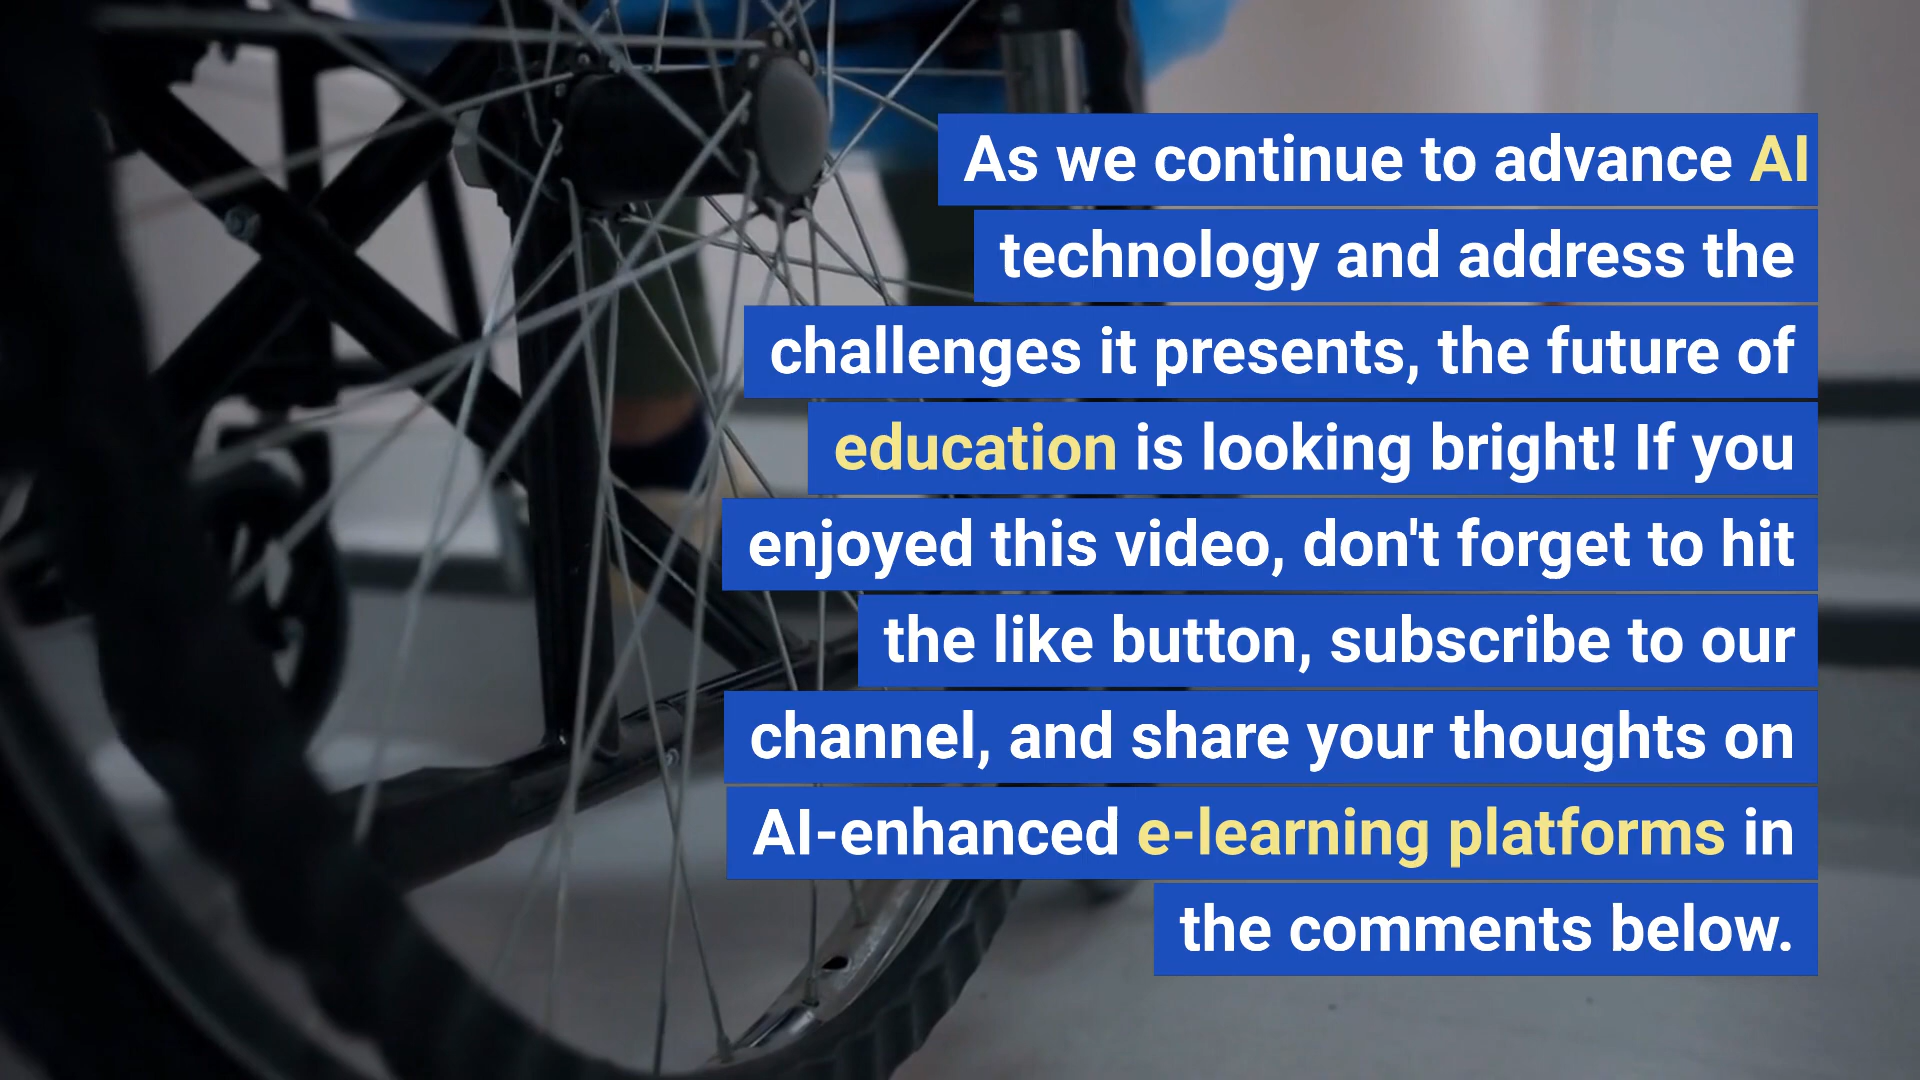 As we continue to advance AI
technology and address the
challenges it presents, the future of
education is looking bright! If you
enjoyed this video, don't forget to hit
the like button, subscribe to our
channel, and share your thoughts on
AI-enhanced e-learning platforms in
the comments below.